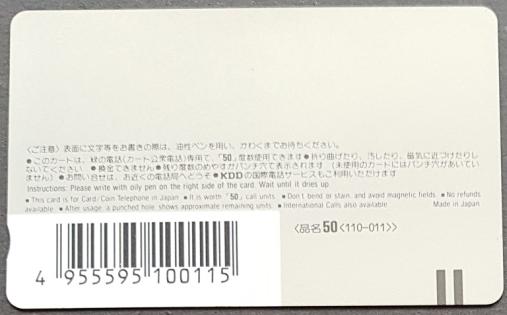 〈ご注意〉表面に文字等をお書きの際は、油性ペンを用い、かわくまでお待ちください。
●このカードは、緑の電話(カード公衆電話)専用で、「50」度数使用できます●折り曲げたり、汚したり、磁気に近づけたりし
ないでください ●換金できません●残り度数のめやすがパンチ穴で表示されます(未使用のカードにはパンチ穴があいてい
ません)●お問い合せは、お近くの電話局へどうぞ●KDDの国際電話サービスもご利用いただけます
Instructions: Please write with oily pen on the right side of the card. Wait until it dries up.
● This card is for Card/Coin Telephone in Japan ● It is worth「50」call units. ● Don't bend or stain, and avoid magnetic fields. ● No refunds
available. ● After usage, a punched hole shows approximate remaining units. ● International Calls also available. Made in Japan
〈品名50<110-011>〉
4 955595 100115